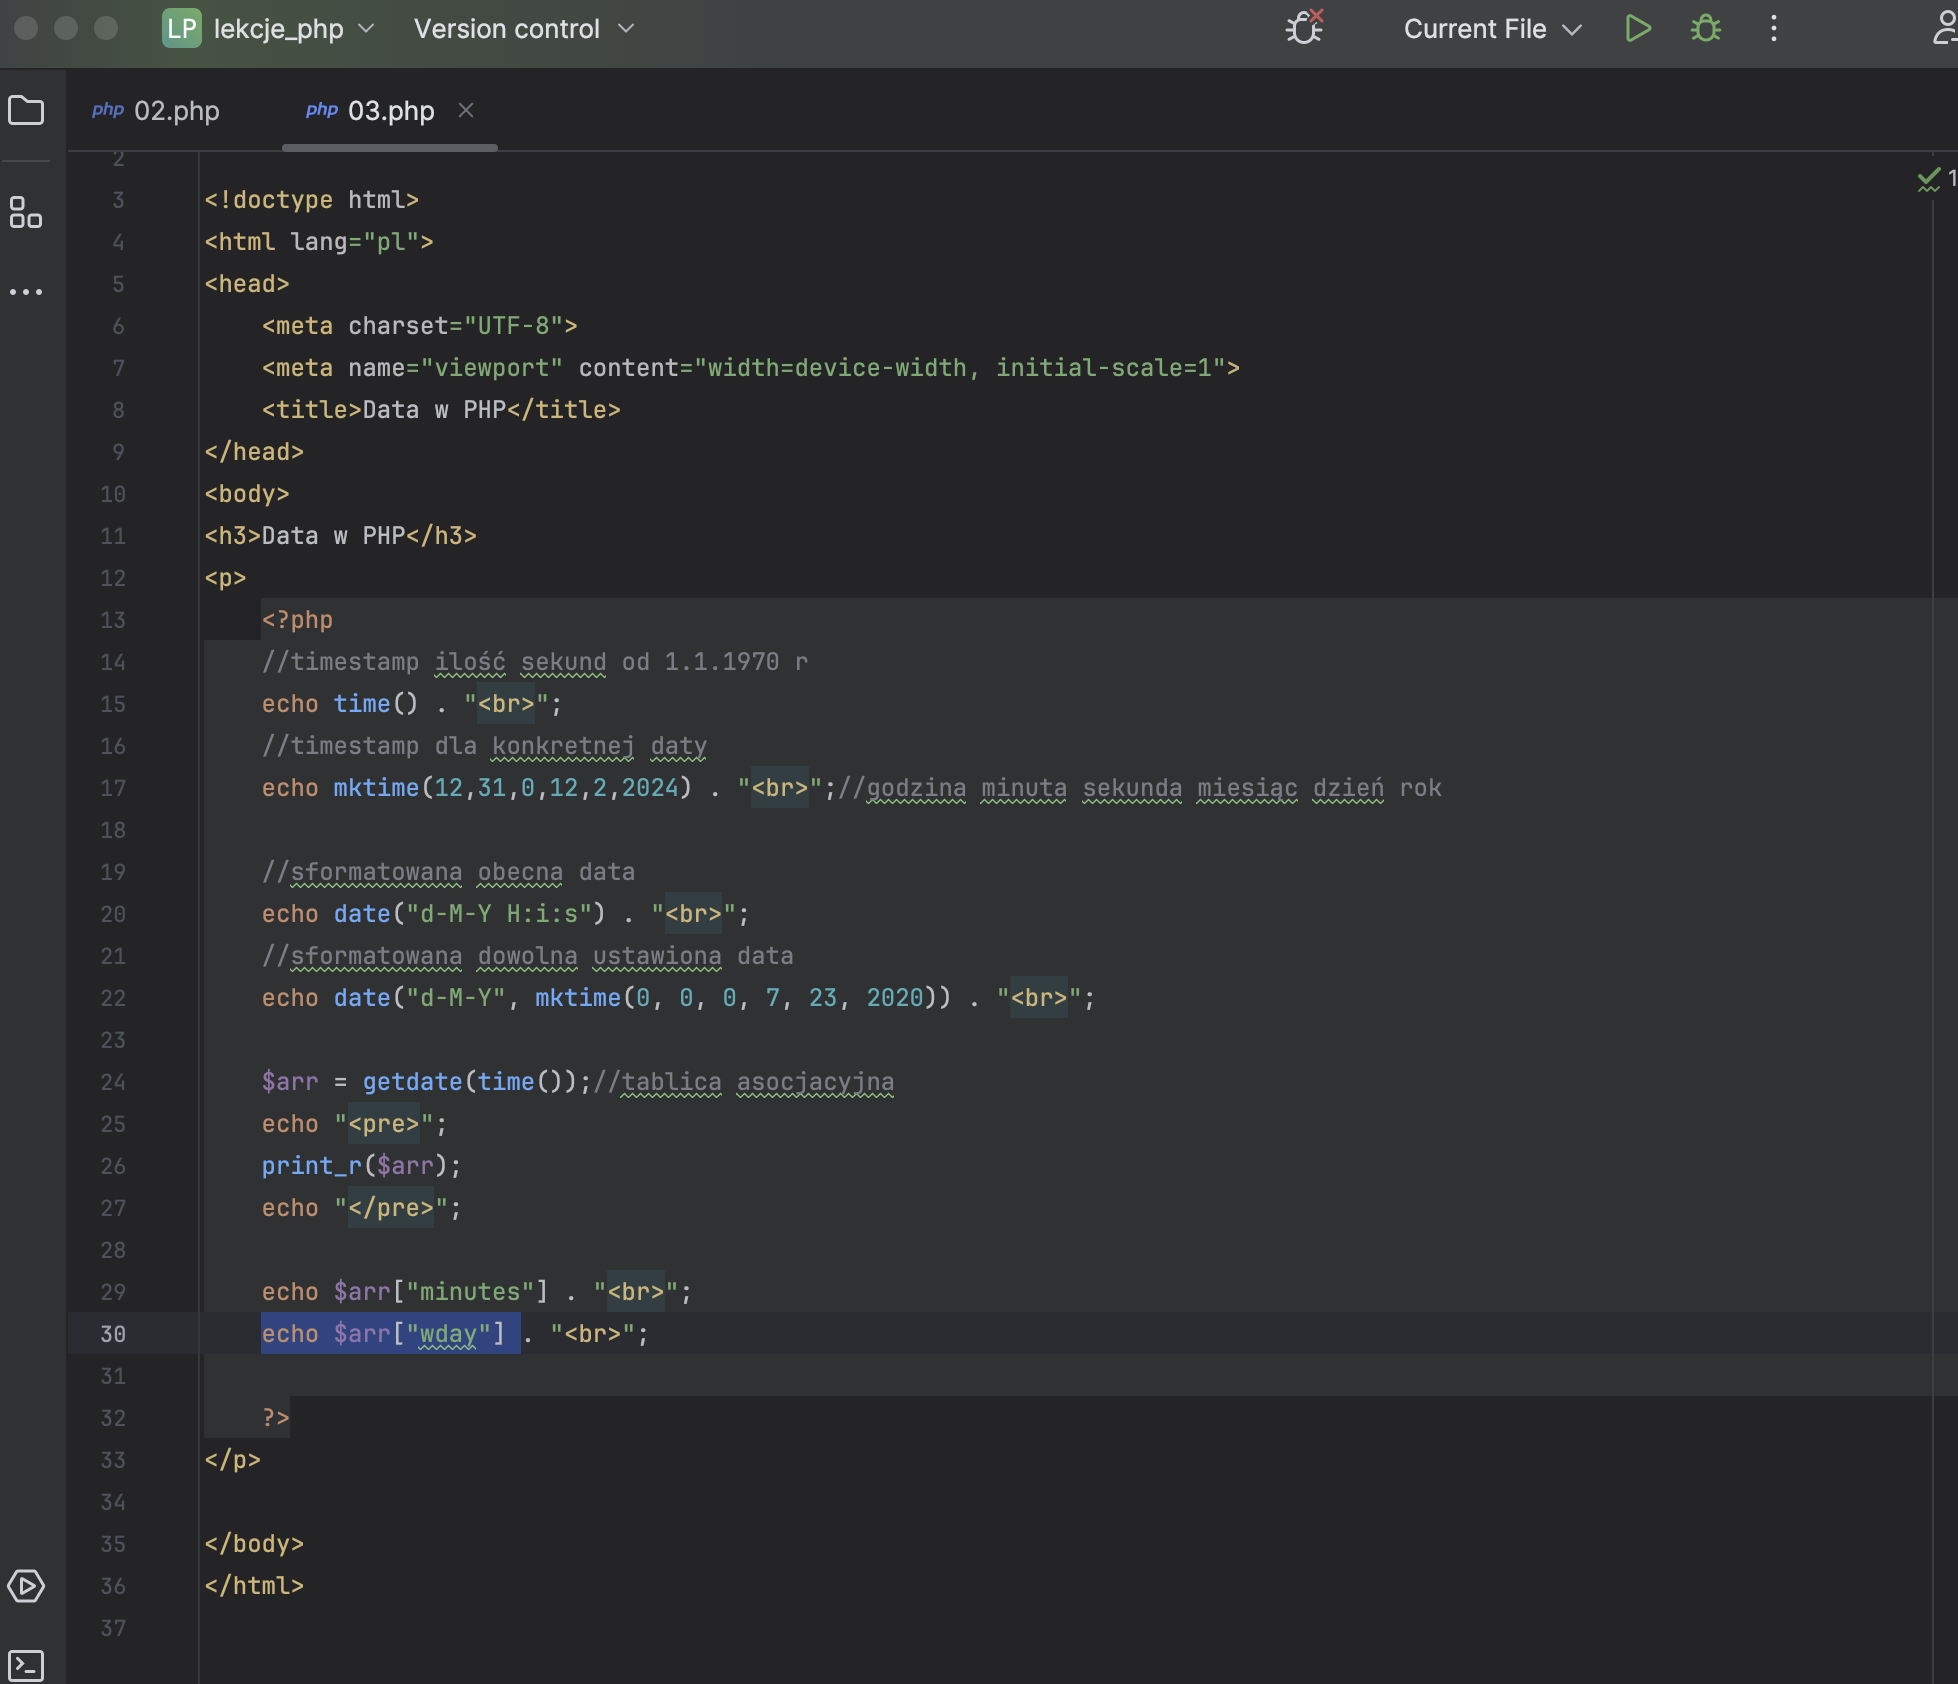 LP lekcje_php Version control Current File
php 02.php php 03.php
2
3 <!doctype html>
4 <html lang="pl">
5 <head>
6     <meta charset="UTF-8">
7     <meta name="viewport" content="width=device-width, initial-scale=1">
8     <title>Data w PHP</title>
9 </head>
10 <body>
11 <h3>Data w PHP</h3>
12 <p>
13     <?php
14     //timestamp ilość sekund od 1.1.1970 r
15     echo time() . "<br>";
16     //timestamp dla konkretnej daty
17     echo mktime(12,31,0,12,2,2024) . "<br>";//godzina minuta sekunda miesiąc dzień rok
18
19     //sformatowana obecna data
20     echo date("d-M-Y H:i:s") . "<br>";
21     //sformatowana dowolna ustawiona data
22     echo date("d-M-Y", mktime(0, 0, 0, 7, 23, 2020)) . "<br>";
23
24     $arr = getdate(time());//tablica asocjacyjna
25     echo "<pre>";
26     print_r($arr);
27     echo "</pre>";
28
29     echo $arr["minutes"] . "<br>";
30     echo $arr["wday"] . "<br>";
31
32     ?>
33 </p>
34
35 </body>
36 </html>
37